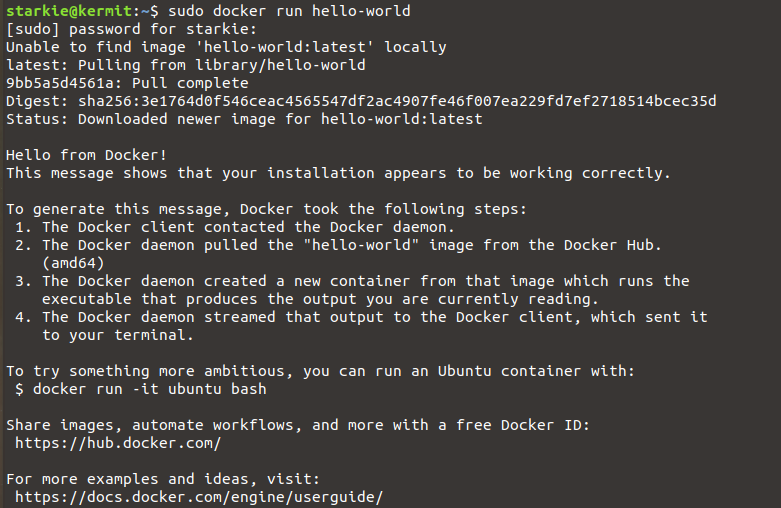 starkie@kermit:~$ sudo docker run hello-world
[sudo] password for starkie:
Unable to find image 'hello-world:latest' locally
latest: Pulling from library/hello-world
9bb5a5d4561a: Pull complete
Digest: sha256:3e1764d0f546ceac4565547df2ac4907fe46f007ea229fd7ef2718514bcec35d
Status: Downloaded newer image for hello-world:latest

Hello from Docker!
This message shows that your installation appears to be working correctly.

To generate this message, Docker took the following steps:
 1. The Docker client contacted the Docker daemon.
 2. The Docker daemon pulled the "hello-world" image from the Docker Hub.
    (amd64)
 3. The Docker daemon created a new container from that image which runs the
    executable that produces the output you are currently reading.
 4. The Docker daemon streamed that output to the Docker client, which sent it
    to your terminal.

To try something more ambitious, you can run an Ubuntu container with:
 $ docker run -it ubuntu bash

Share images, automate workflows, and more with a free Docker ID:
 https://hub.docker.com/

For more examples and ideas, visit:
 https://docs.docker.com/engine/userguide/